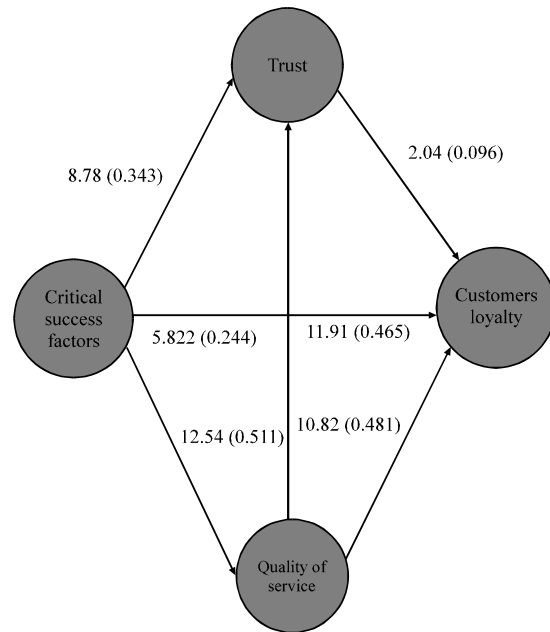 Trust
2.04 (0.096)
8.78 (0.343)
Critical
success
factors
Customers
loyalty
5.822 (0.244)
11.91 (0.465)
12.54 (0.511)
10.82 (0.481)
Quality of
service